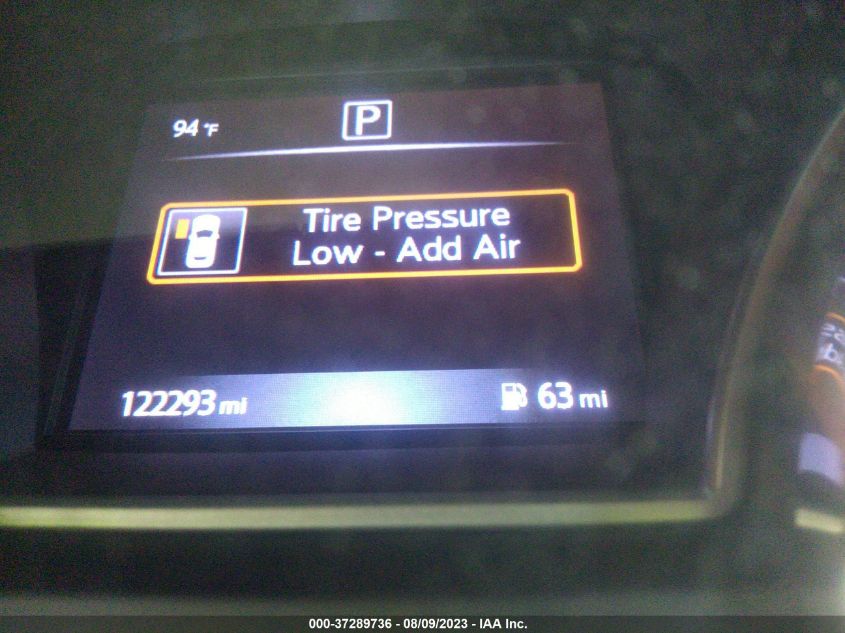 94 °F
P
Tire Pressure
Low - Add Air
122293 mi
63 mi
000-37289736 - 08/09/2023 - IAA Inc.